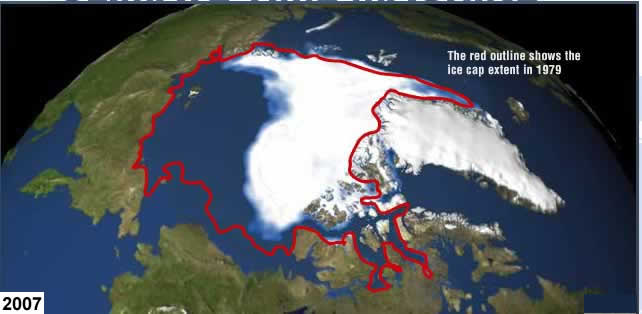 The red outline shows the
ice cap extent in 1979
2007